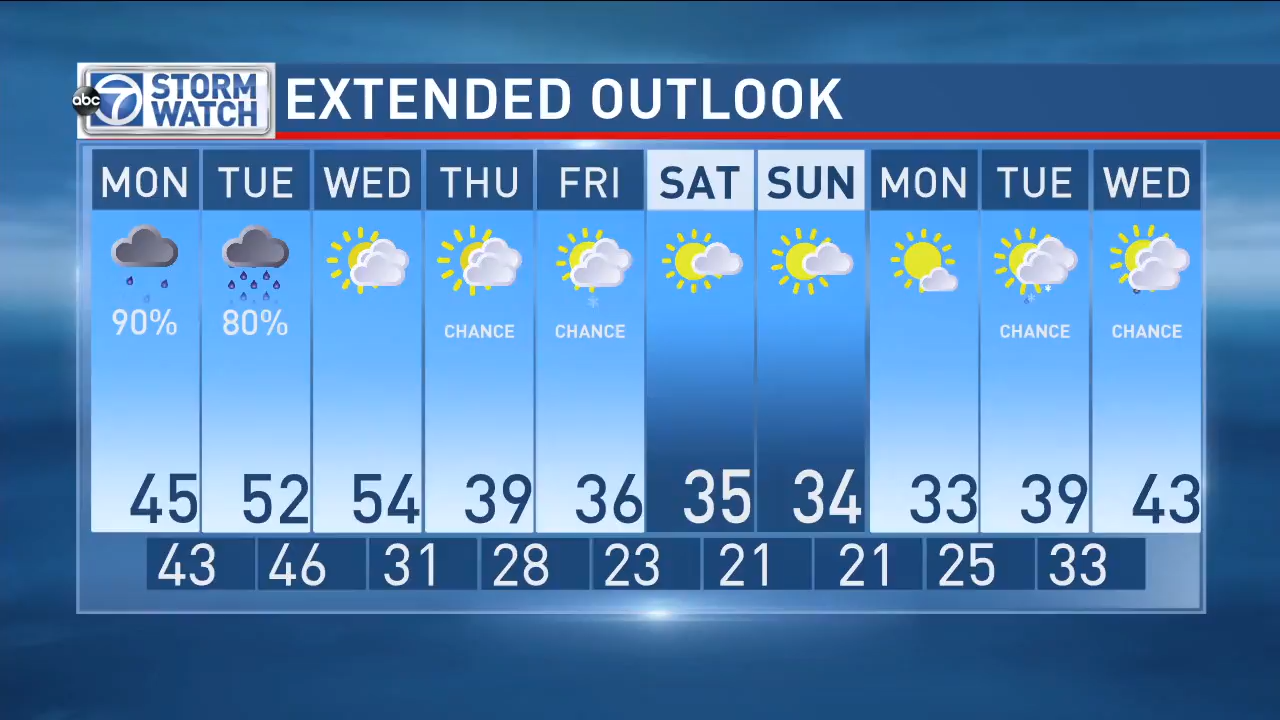 abc 7 STORM WATCH
EXTENDED OUTLOOK
MON TUE WED THU FRI SAT SUN MON TUE WED
90% 80% CHANCE CHANCE CHANCE CHANCE
45 52 54 39 36 35 34 33 39 43
43 46 31 28 23 21 21 25 33